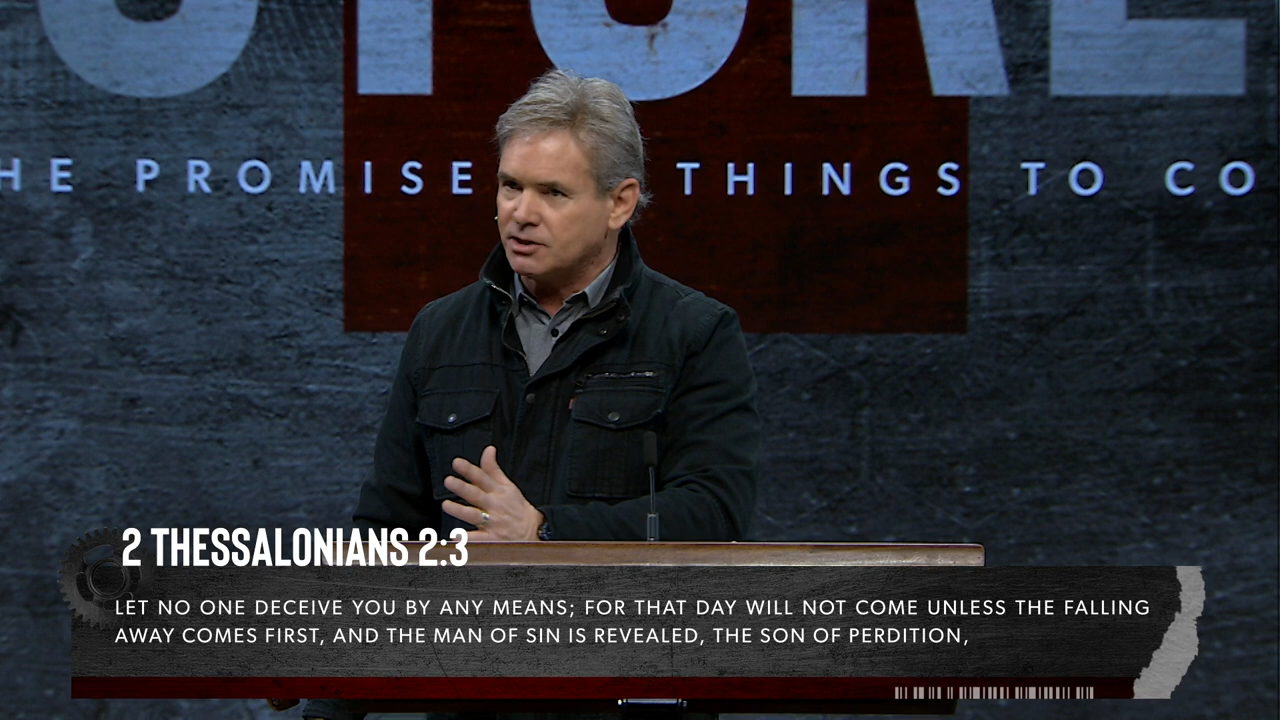 HE PROMISE THINGS TO CO
2 THESSALONIANS 2:3
LET NO ONE DECEIVE YOU BY ANY MEANS; FOR THAT DAY WILL NOT COME UNLESS THE FALLING
AWAY COMES FIRST, AND THE MAN OF SIN IS REVEALED, THE SON OF PERDITION,